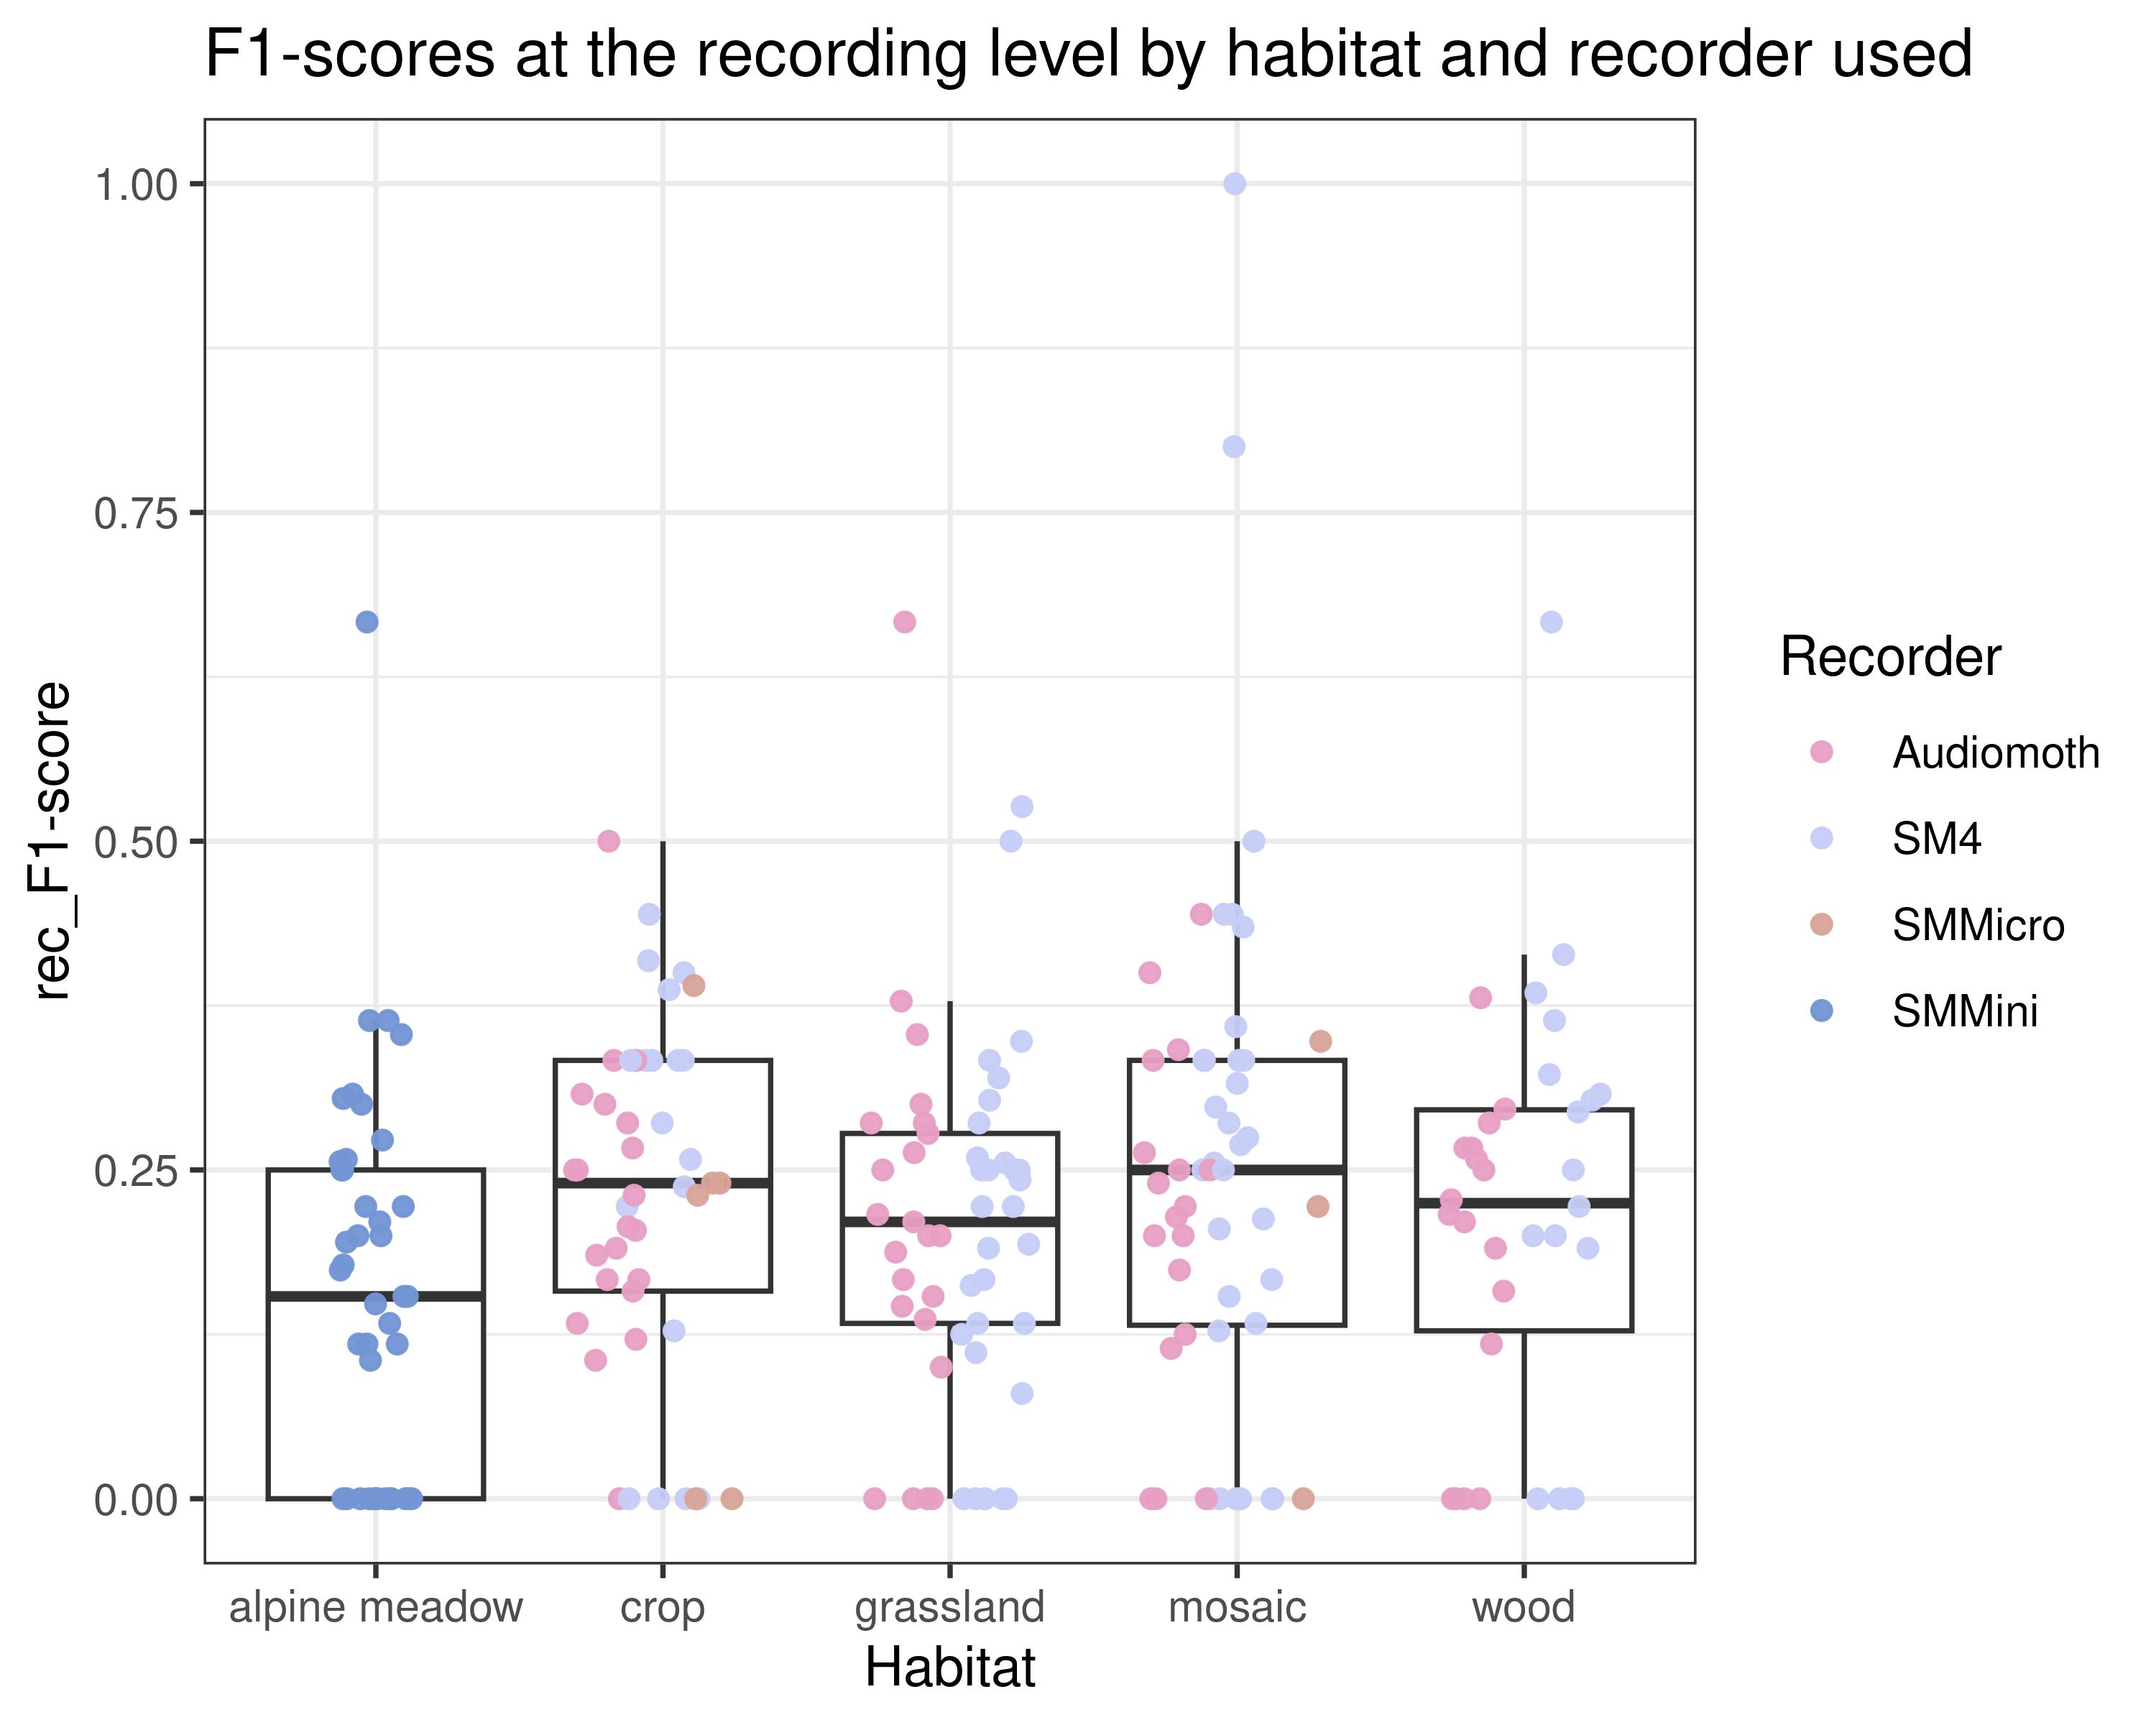 F1-scores at the recording level by habitat and recorder used
rec_F1-score
1.00
0.75
0.50
0.25
0.00
alpine meadow
crop
grassland
mosaic
wood
Habitat
Recorder
Audiomoth
SM4
SMMicro
SMMini